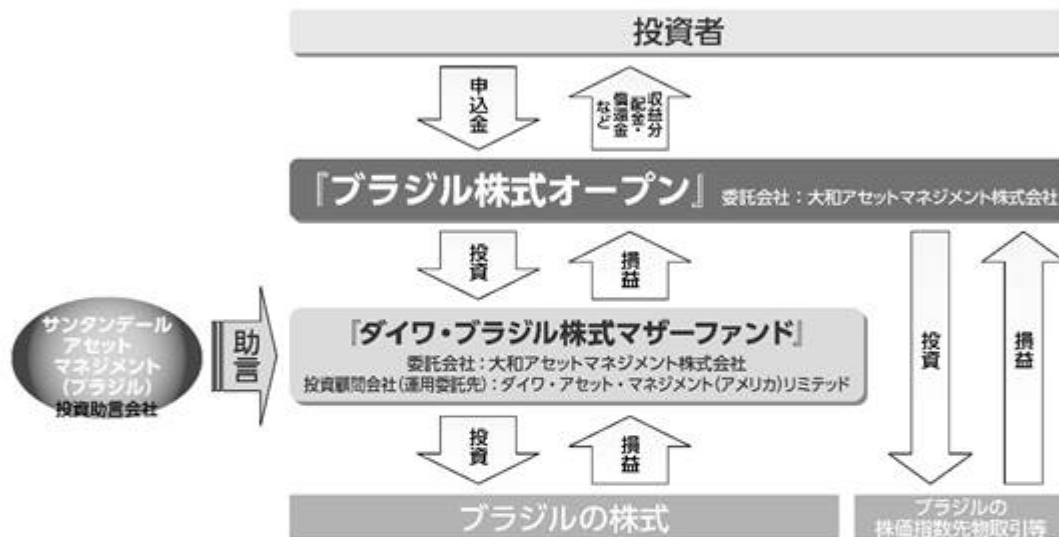 投資者
申込金
収益分
配金・
償還金
など
『ブラジル株式オープン』 委託会社：大和アセットマネジメント株式会社
投資
損益
サンタンデール
アセット
マネジメント
(ブラジル)
投資助言会社
助言
『ダイワ・ブラジル株式マザーファンド』
委託会社：大和アセットマネジメント株式会社
投資顧問会社(運用委託先)：ダイワ・アセット・マネジメント(アメリカ)リミテッド
投資
損益
投資
損益
ブラジルの株式
ブラジルの
株価指数先物取引等